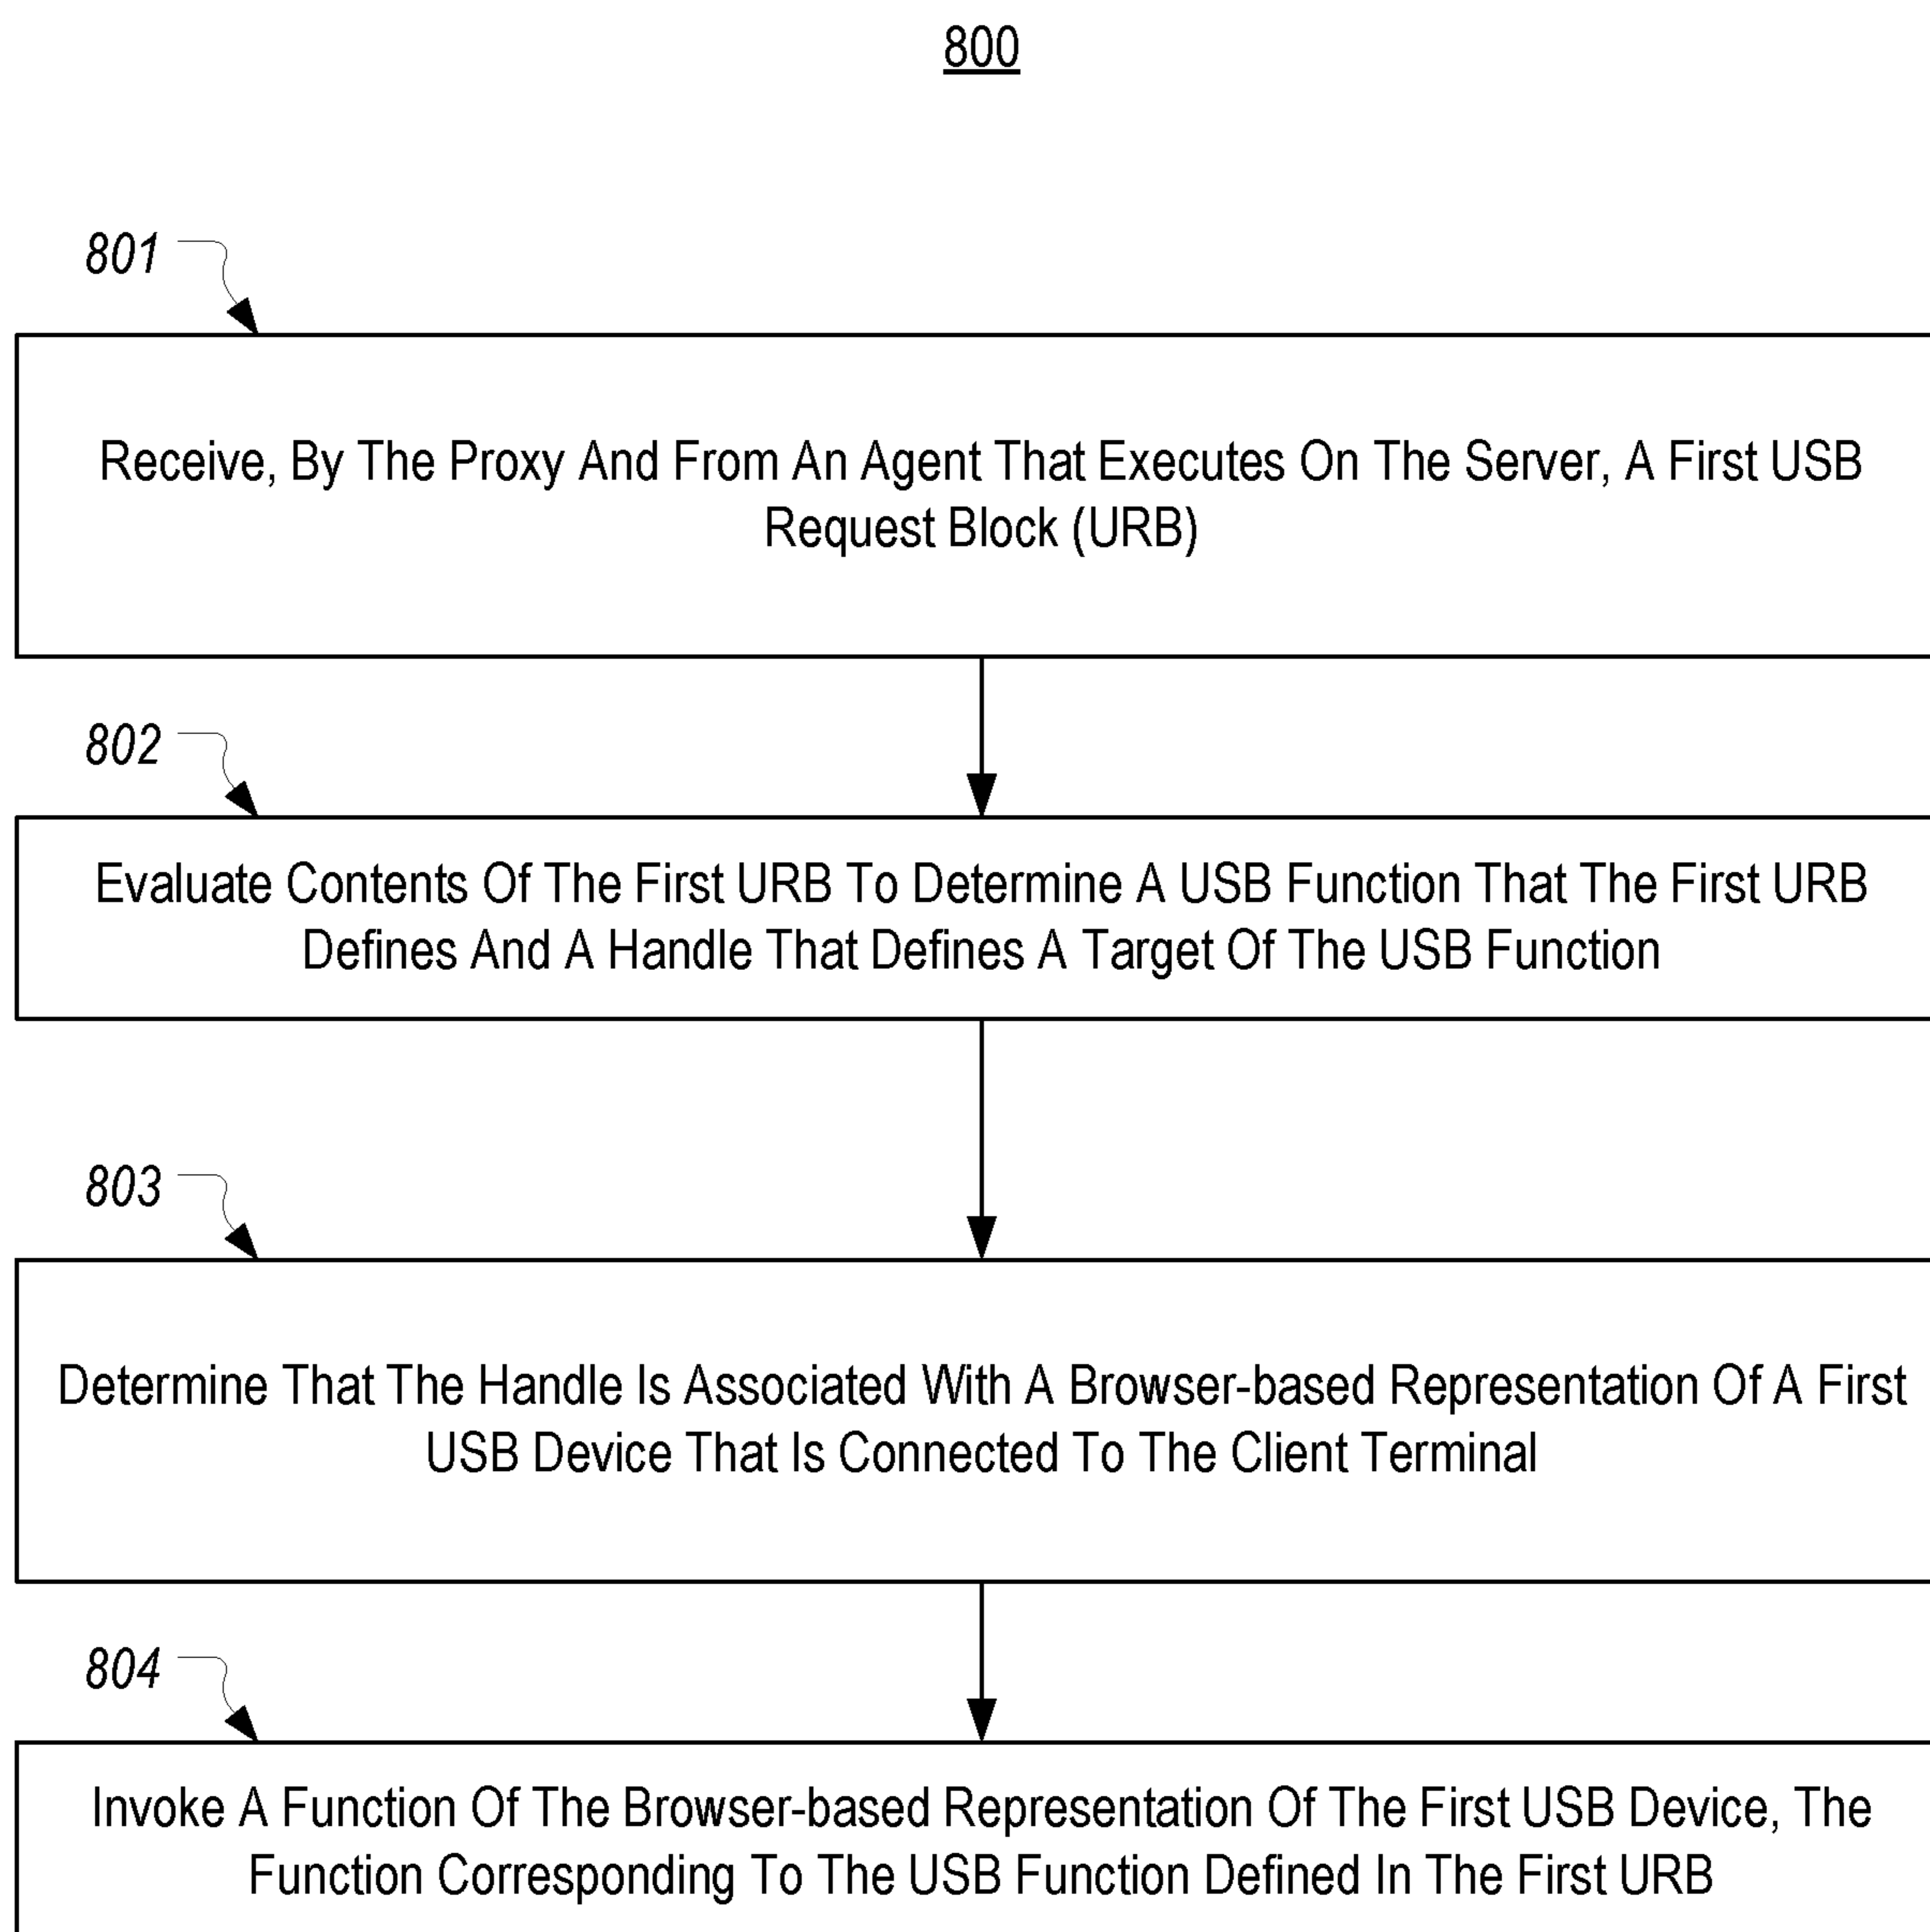 800
801
Receive, By The Proxy And From An Agent That Executes On The Server, A First USB
Request Block (URB)
802
Evaluate Contents Of The First URB To Determine A USB Function That The First URB
Defines And A Handle That Defines A Target Of The USB Function
803
Determine That The Handle Is Associated With A Browser-based Representation Of A First
USB Device That Is Connected To The Client Terminal
804
Invoke A Function Of The Browser-based Representation Of The First USB Device, The
Function Corresponding To The USB Function Defined In The First URB